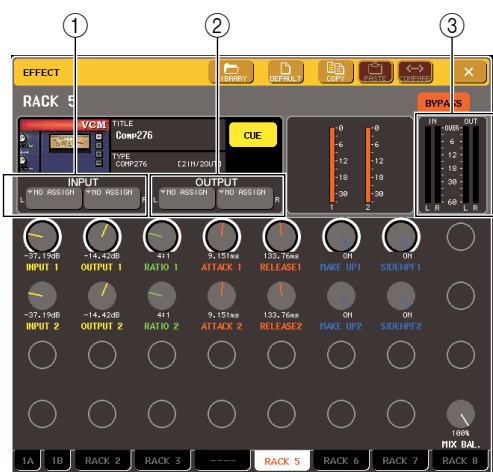 ① ② ③
EFFECT LIBRARY DEFAULT COPY PASTE COMPARE ×
RACK 5 BYPASS
VCM TITLE
Comp276
CUE
TYPE
COMP276 [2IN/2OUT]
IN OUT
OVER
6
12
18
30
60
L R L R
0 0
6 6
12 12
18 18
30 30
1 2
INPUT OUTPUT
L NO ASSIGN NO ASSIGN R L NO ASSIGN NO ASSIGN R
-37.19dB -14.42dB 4:1 9.151ms 133.76ms ON ON
INPUT 1 OUTPUT 1 RATIO 1 ATTACK 1 RELEASE1 MAKE UP1 SIDEHPF1
-37.19dB -14.42dB 4:1 9.151ms 133.76ms ON ON
INPUT 2 OUTPUT 2 RATIO 2 ATTACK 2 RELEASE2 MAKE UP2 SIDEHPF2
100%
MIX BAL.
1A 1B RACK 2 RACK 3 ---- RACK 5 RACK 6 RACK 7 RACK 8